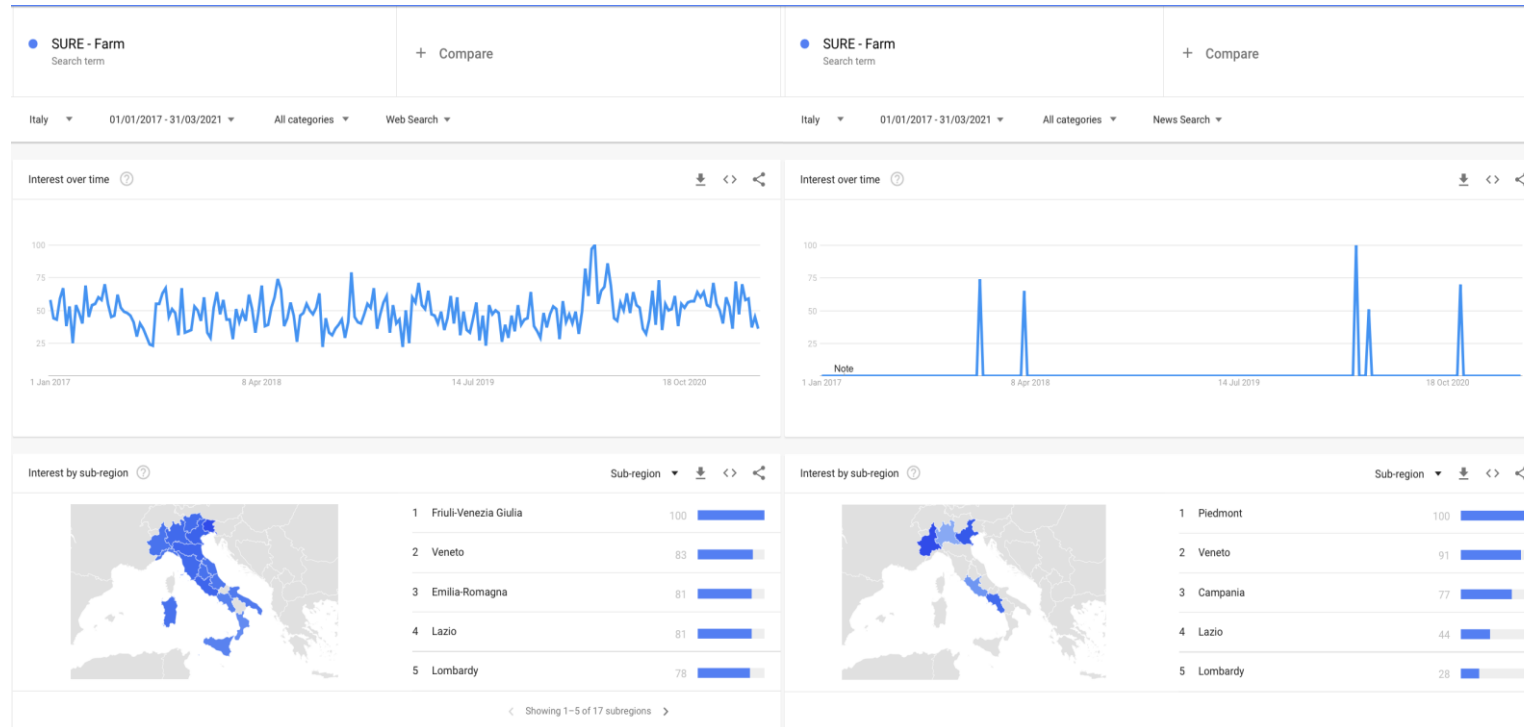 SURE - Farm
Search term
+ Compare
Italy 01/01/2017 - 31/03/2021 All categories Web Search
Interest over time
100
75
50
25
1 Jan 2017 8 Apr 2018 14 Jul 2019 18 Oct 2020
Interest by sub-region
Sub-region
1 Friuli-Venezia Giulia 100
2 Veneto 83
3 Emilia-Romagna 81
4 Lazio 81
5 Lombardy 78
Showing 1–5 of 17 subregions
SURE - Farm
Search term
+ Compare
Italy 01/01/2017 - 31/03/2021 All categories News Search
Interest over time
100
75
50
25
Note
1 Jan 2017 8 Apr 2018 14 Jul 2019 18 Oct 2020
Interest by sub-region
Sub-region
1 Piedmont 100
2 Veneto 91
3 Campania 77
4 Lazio 44
5 Lombardy 28